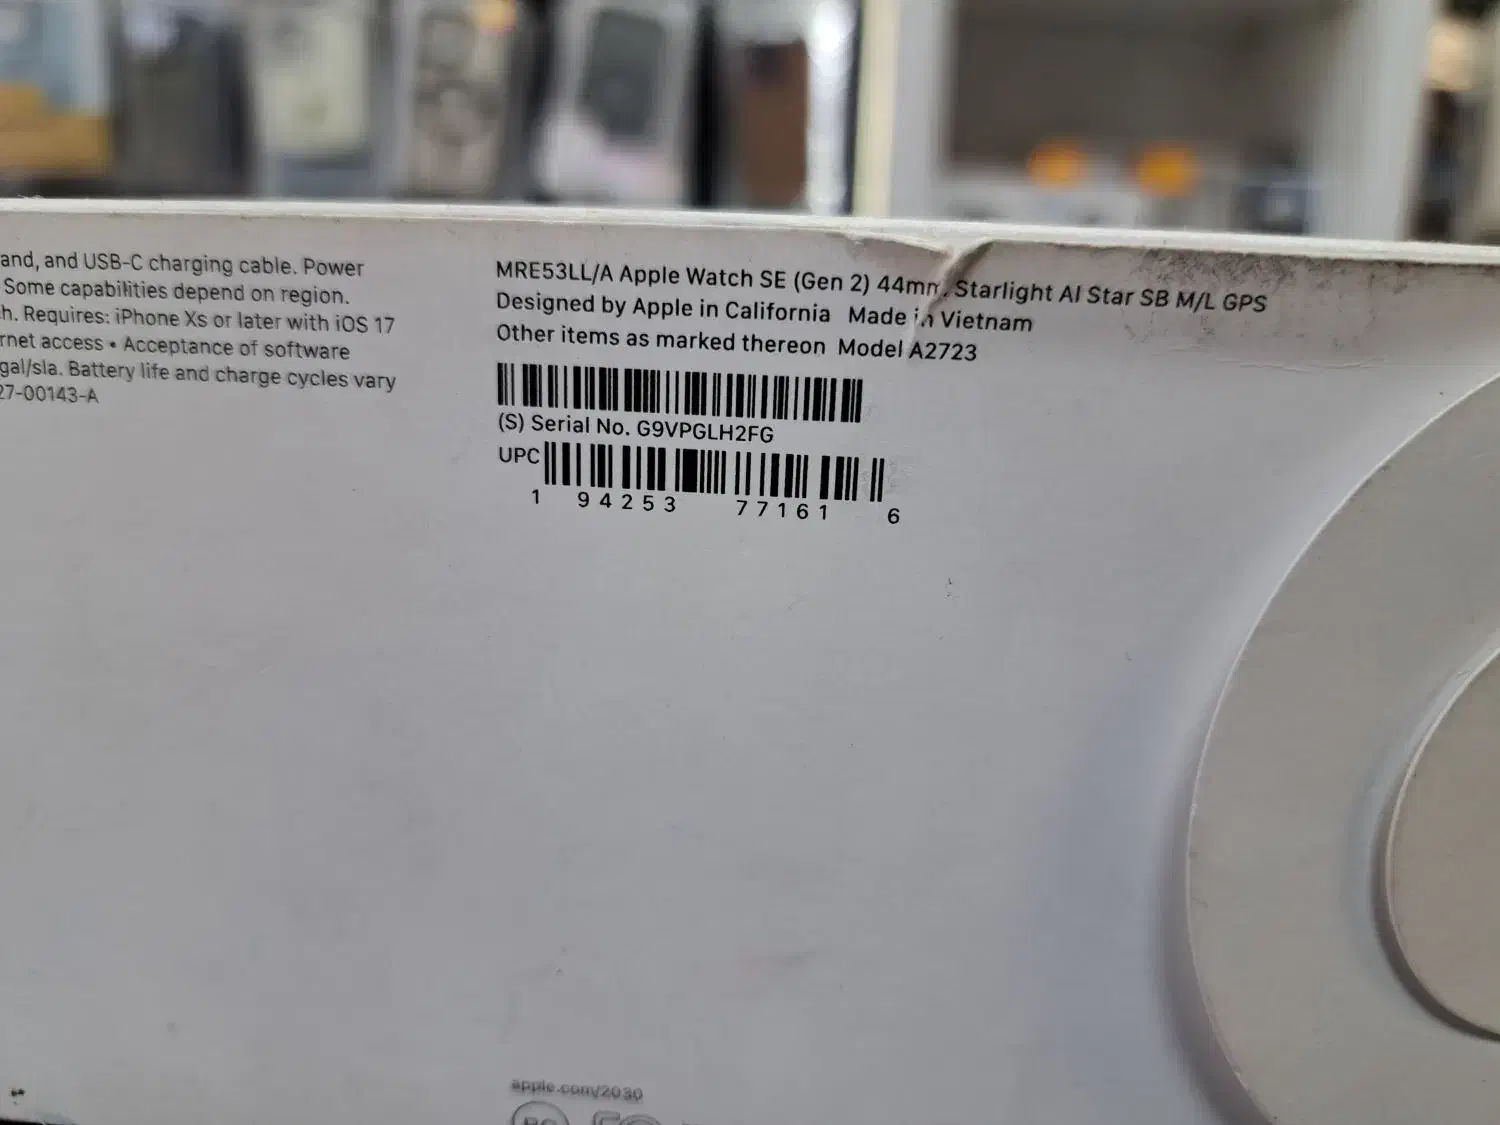 and, and USB-C charging cable. Power
Some capabilities depend on region.
h. Requires: iPhone Xs or later with iOS 17
rnet access • Acceptance of software
gal/sla. Battery life and charge cycles vary
27-00143-A
MRE53LL/A Apple Watch SE (Gen 2) 44mm, Starlight Al Star SB M/L GPS
Designed by Apple in California Made in Vietnam
Other items as marked thereon Model A2723
(S) Serial No. G9VPGLH2FG
UPC
1 94253 77161 6
apple.com/2030